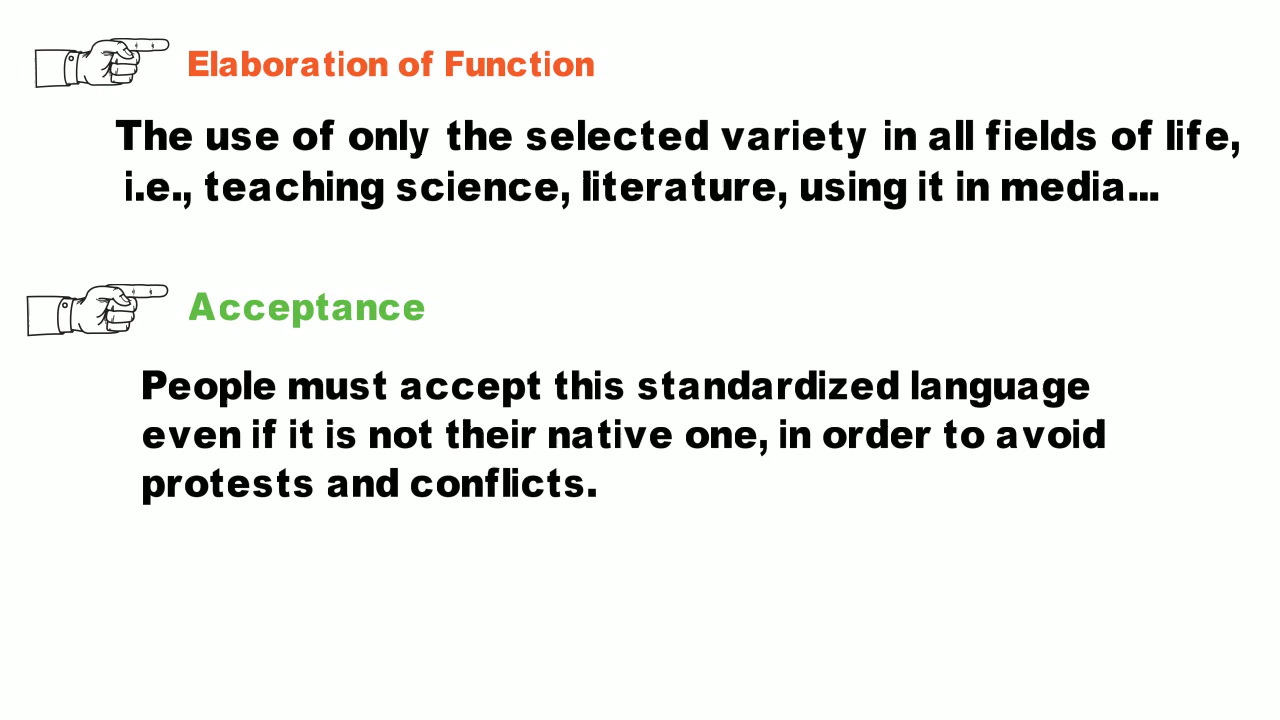 Elaboration of Function
The use of only the selected variety in all fields of life,
i.e., teaching science, literature, using it in media...
Acceptance
People must accept this standardized language
even if it is not their native one, in order to avoid
protests and conflicts.